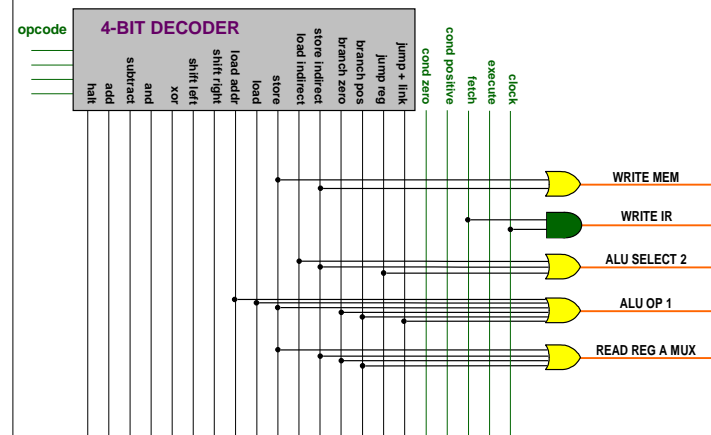 opcode
4-BIT DECODER
halt
add
subtract
and
xor
shift left
shift right
load addr
load
store
load indirect
store indirect
branch zero
branch pos
jump reg
jump + link
cond zero
cond positive
fetch
execute
clock
WRITE MEM
WRITE IR
ALU SELECT 2
ALU OP 1
READ REG A MUX